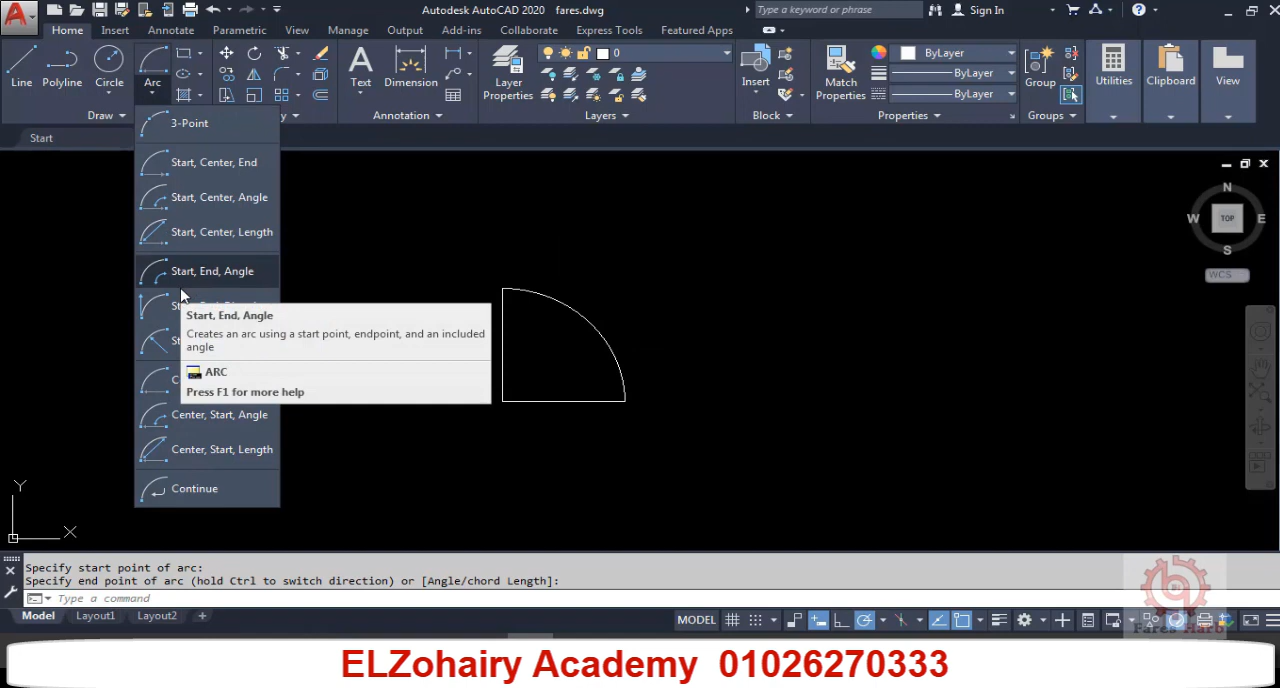 Autodesk AutoCAD 2020 fares.dwg
Type a keyword or phrase
Sign In
Home Insert Annotate Parametric View Manage Output Add-ins Collaborate Express Tools Featured Apps
Line Polyline Circle Arc
Text Dimension
Layer Properties
0
Insert
Match Properties
ByLayer
ByLayer
ByLayer
Group
Utilities Clipboard View
Draw
Annotation
Layers
Block
Properties
Groups
Start
3-Point
Start, Center, End
Start, Center, Angle
Start, Center, Length
Start, End, Angle
Center, Start, Angle
Center, Start, Length
Continue
Start, End, Angle
Creates an arc using a start point, endpoint, and an included
angle
ARC
Press F1 for more help
N
W TOP E
S
WCS
Y
X
Specify start point of arc:
Specify end point of arc (hold Ctrl to switch direction) or [Angle/chord Length]:
Type a command
Model Layout1 Layout2 +
MODEL
Fares Harb
ELZohairy Academy 01026270333